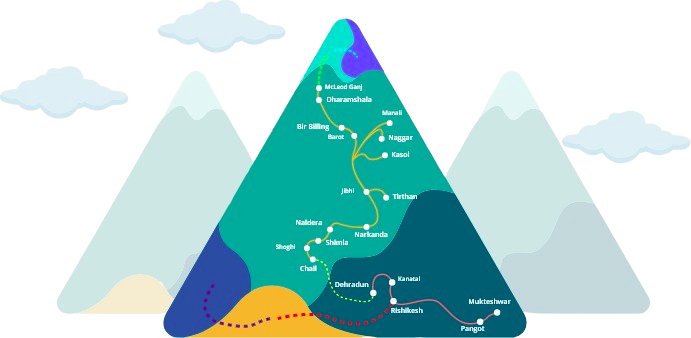 McLeod Ganj
Dharamshala
Manali
Bir Billing
Barot
Naggar
Kasol
Jibhi
Tirthan
Naldera
Narkanda
Shimla
Shoghi
Chail
Dehradun
Kanatal
Rishikesh
Mukteshwar
Pangot